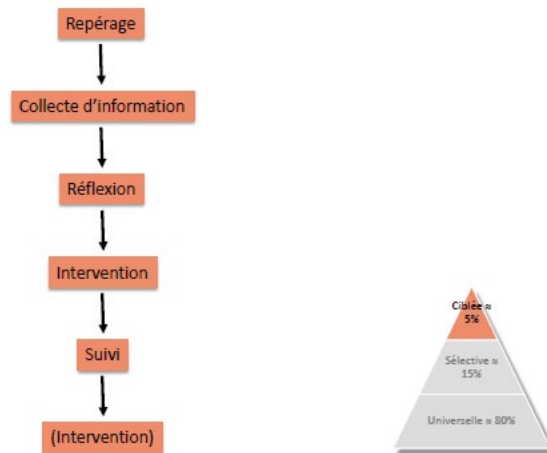 Repérage
Collecte d'information
Réflexion
Intervention
Suivi
(Intervention)
Ciblée ≈
5%
Sélective ≈
15%
Universelle ≈ 80%